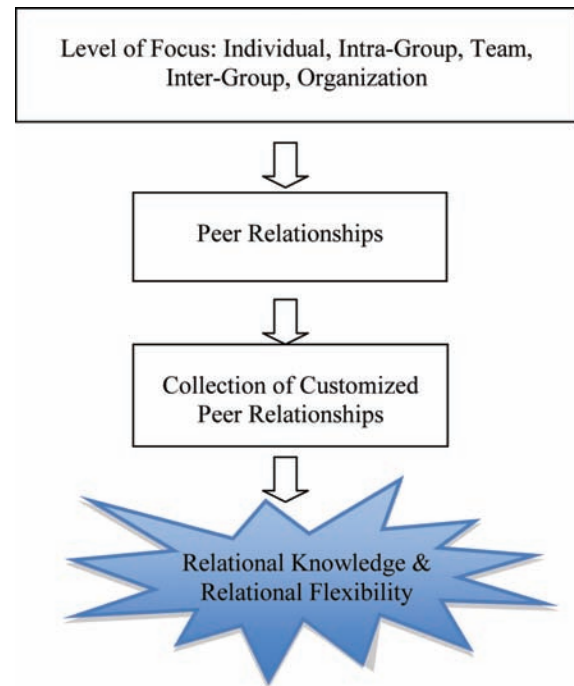 Level of Focus: Individual, Intra-Group, Team,
Inter-Group, Organization
Peer Relationships
Collection of Customized
Peer Relationships
Relational Knowledge &
Relational Flexibility